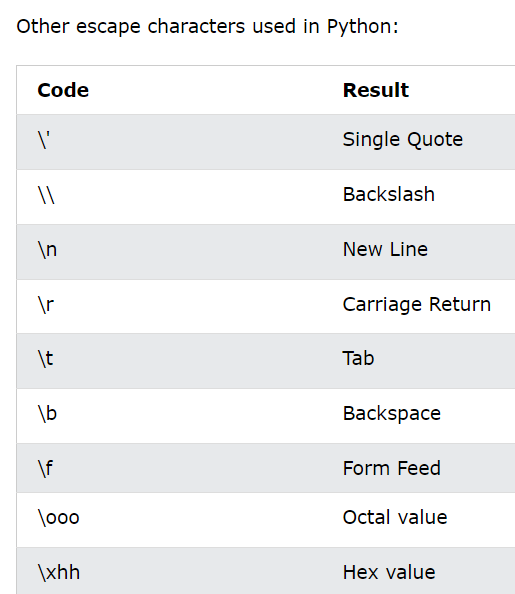 Other escape characters used in Python:
Code Result
\' Single Quote
\\ Backslash
\n New Line
\r Carriage Return
\t Tab
\b Backspace
\f Form Feed
\ooo Octal value
\xhh Hex value